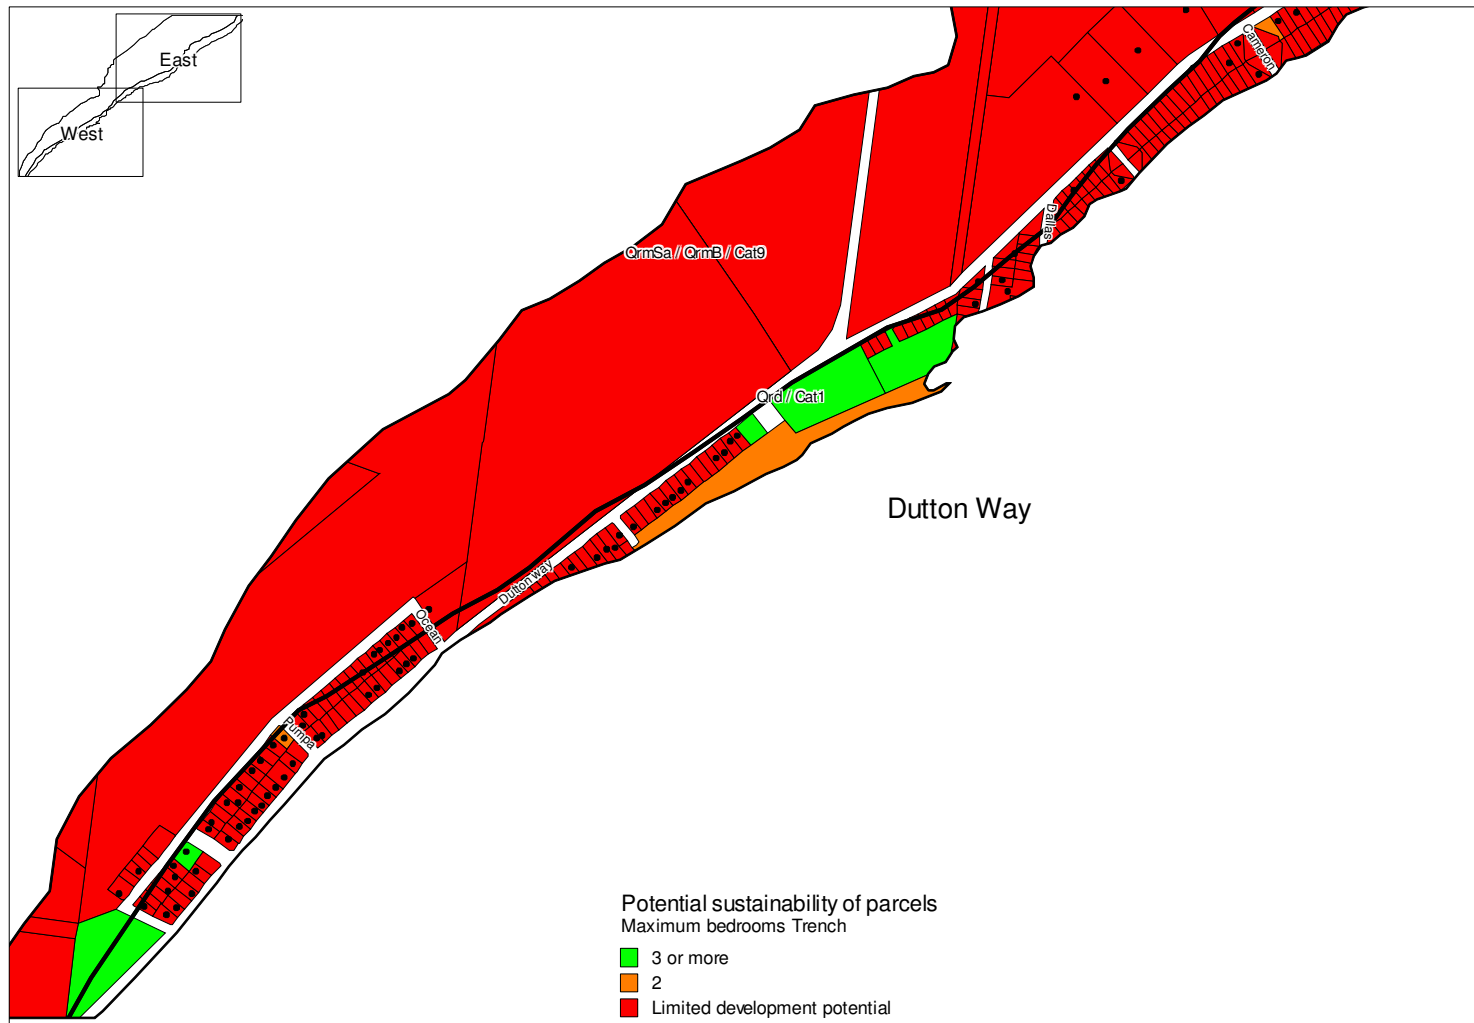 East
West
Cameron
Dallas
QrmSa / QrmB / Cat9
Qrd / Cat1
Dutton Way
Dutton way
Ocean
Pumpa
Potential sustainability of parcels
Maximum bedrooms Trench
3 or more
2
Limited development potential